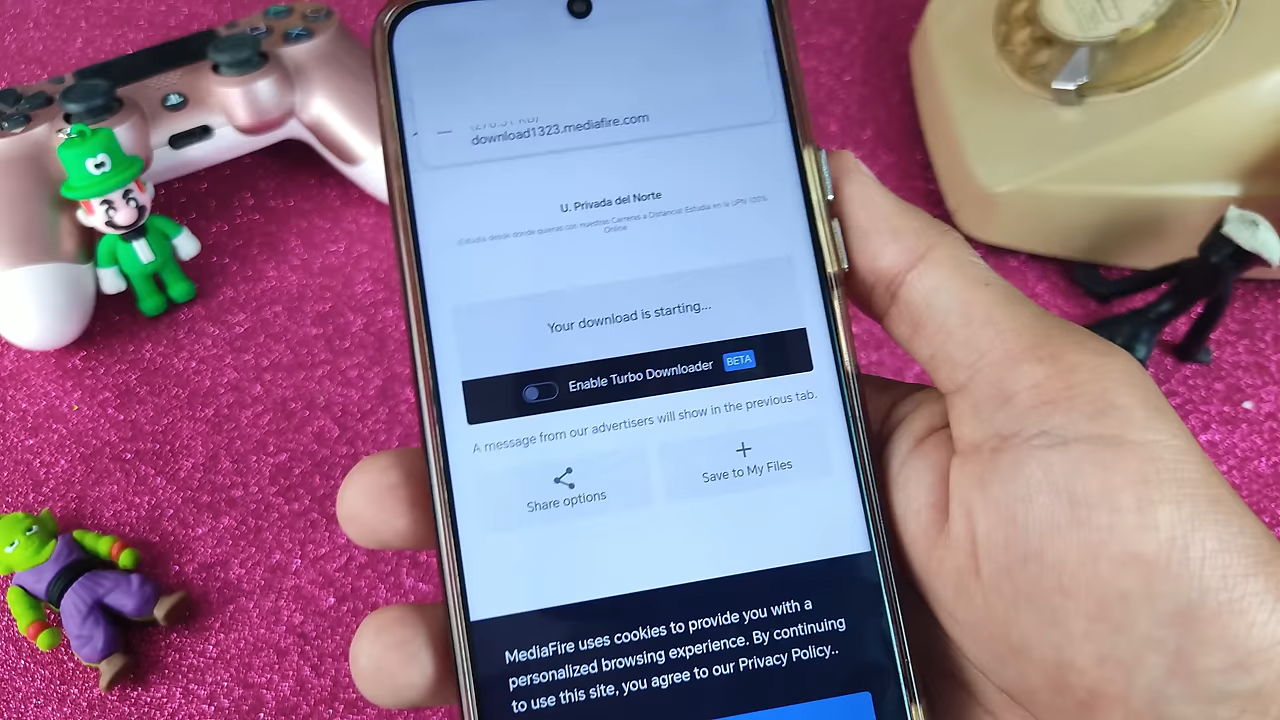 download1323.mediafire.com
U. Privada del Norte
¡Estudia desde donde quieras con nuestras Carreras a Distancia! Estudia en la UPN 100%
Online
Your download is starting...
Enable Turbo Downloader BETA
A message from our advertisers will show in the previous tab.
Share options
Save to My Files
MediaFire uses cookies to provide you with a
personalized browsing experience. By continuing
to use this site, you agree to our Privacy Policy..